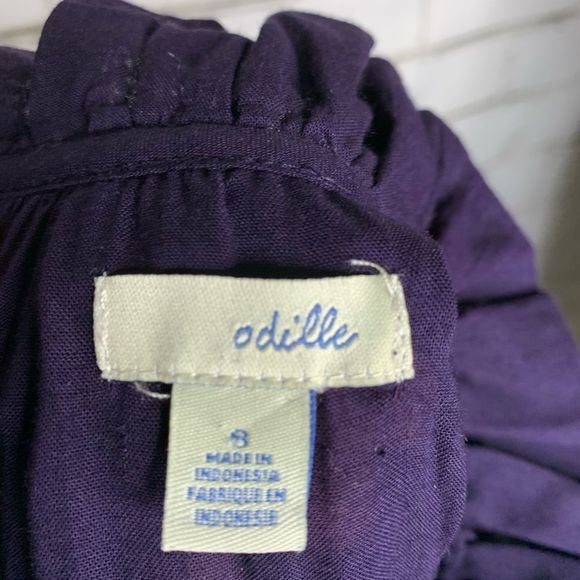 odille
8
MADE IN
INDONESIA
FABRIQUE EN
INDONESIE